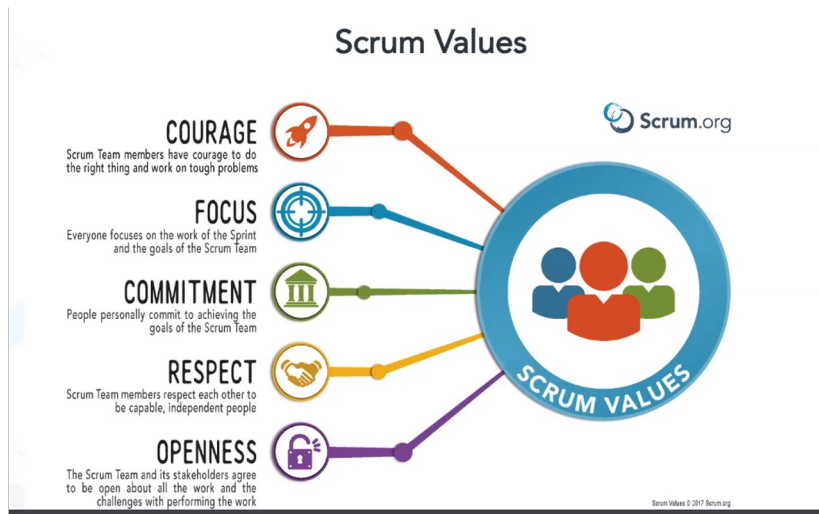 Scrum Values
Scrum.org
COURAGE
Scrum Team members have courage to do
the right thing and work on tough problems
FOCUS
Everyone focuses on the work of the Sprint
and the goals of the Scrum Team
COMMITMENT
People personally commit to achieving the
goals of the Scrum Team
RESPECT
Scrum Team members respect each other to
be capable, independent people
OPENNESS
The Scrum Team and its stakeholders agree
to be open about all the work and the
challenges with performing the work
SCRUM VALUES
Scrum Values © 2017 Scrum.org